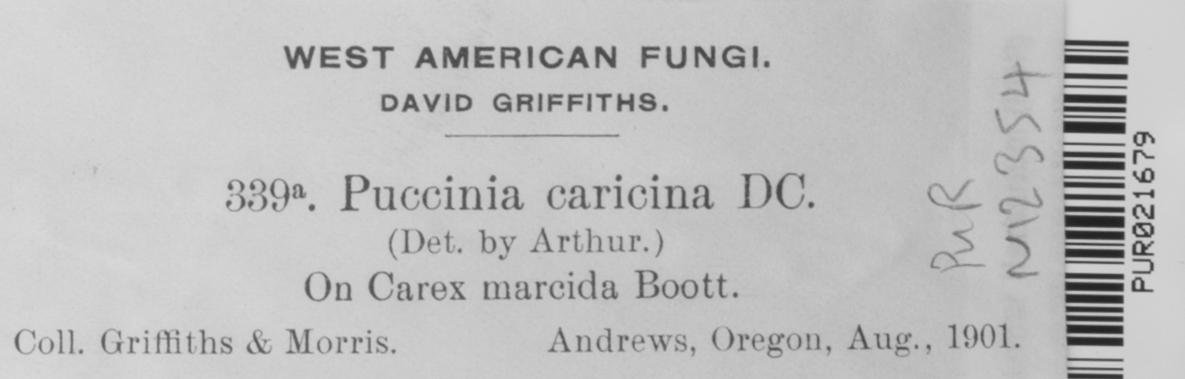 WEST AMERICAN FUNGI.
DAVID GRIFFITHS.
339ª. Puccinia caricina DC.
(Det. by Arthur.)
On Carex marcida Boott.
Coll. Griffiths & Morris. Andrews, Oregon, Aug., 1901.
PUR
N12354
PUR021679